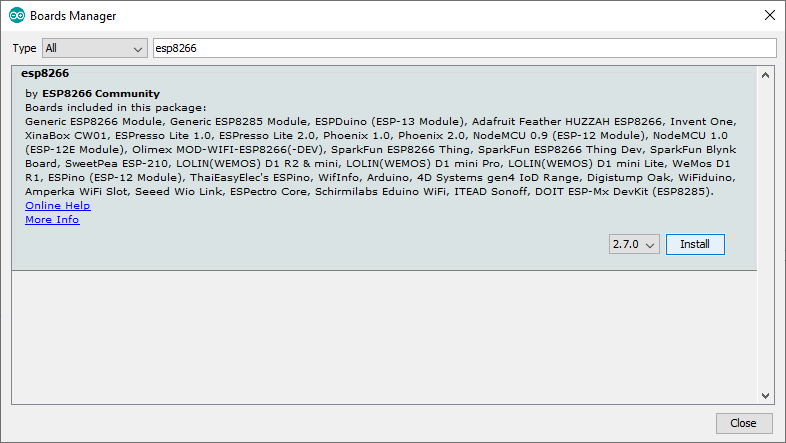 Boards Manager
Type All esp8266
esp8266
by ESP8266 Community
Boards included in this package:
Generic ESP8266 Module, Generic ESP8285 Module, ESPDuino (ESP-13 Module), Adafruit Feather HUZZAH ESP8266, Invent One,
XinaBox CW01, ESPresso Lite 1.0, ESPresso Lite 2.0, Phoenix 1.0, Phoenix 2.0, NodeMCU 0.9 (ESP-12 Module), NodeMCU 1.0
(ESP-12E Module), Olimex MOD-WIFI-ESP8266(-DEV), SparkFun ESP8266 Thing, SparkFun ESP8266 Thing Dev, SparkFun Blynk
Board, SweetPea ESP-210, LOLIN(WEMOS) D1 R2 & mini, LOLIN(WEMOS) D1 mini Pro, LOLIN(WEMOS) D1 mini Lite, WeMos D1
R1, ESPino (ESP-12 Module), ThaiEasyElec's ESPino, WifInfo, Arduino, 4D Systems gen4 IoD Range, Digistump Oak, WiFiduino,
Amperka WiFi Slot, Seeed Wio Link, ESPectro Core, Schirmilabs Eduino WiFi, ITEAD Sonoff, DOIT ESP-Mx DevKit (ESP8285).
Online Help
More Info
2.7.0 Install
Close